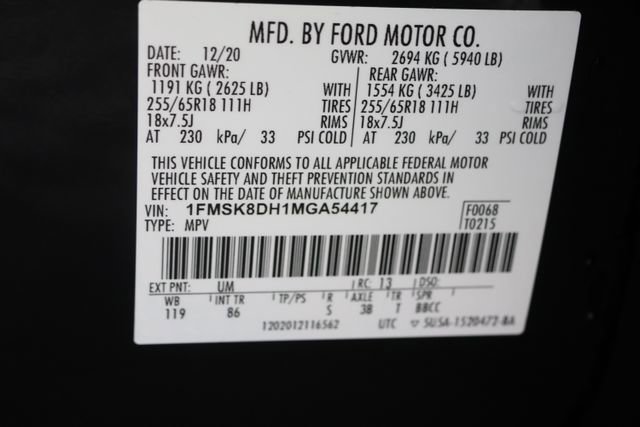 MFD. BY FORD MOTOR CO.
DATE: 12/20 GVWR: 2694 KG ( 5940 LB)
FRONT GAWR: REAR GAWR:
1191 KG ( 2625 LB) WITH 1554 KG ( 3425 LB) WITH
255/65R18 111H TIRES 255/65R18 111H TIRES
18x7.5J RIMS 18x7.5J RIMS
AT 230 kPa/ 33 PSI COLD AT 230 kPa/ 33 PSI COLD
THIS VEHICLE CONFORMS TO ALL APPLICABLE FEDERAL MOTOR
VEHICLE SAFETY AND THEFT PREVENTION STANDARDS IN
EFFECT ON THE DATE OF MANUFACTURE SHOWN ABOVE.
VIN: 1FMSK8DH1MGA54417 F0068
TYPE: MPV T0215
EXT PNT: UM RC: 13 DSO:
WB INT TR TP/PS R AXLE TR SPR
119 86 S 38 T BBCC
1202012116562 UTC ▽ 5USA-1520472-BA